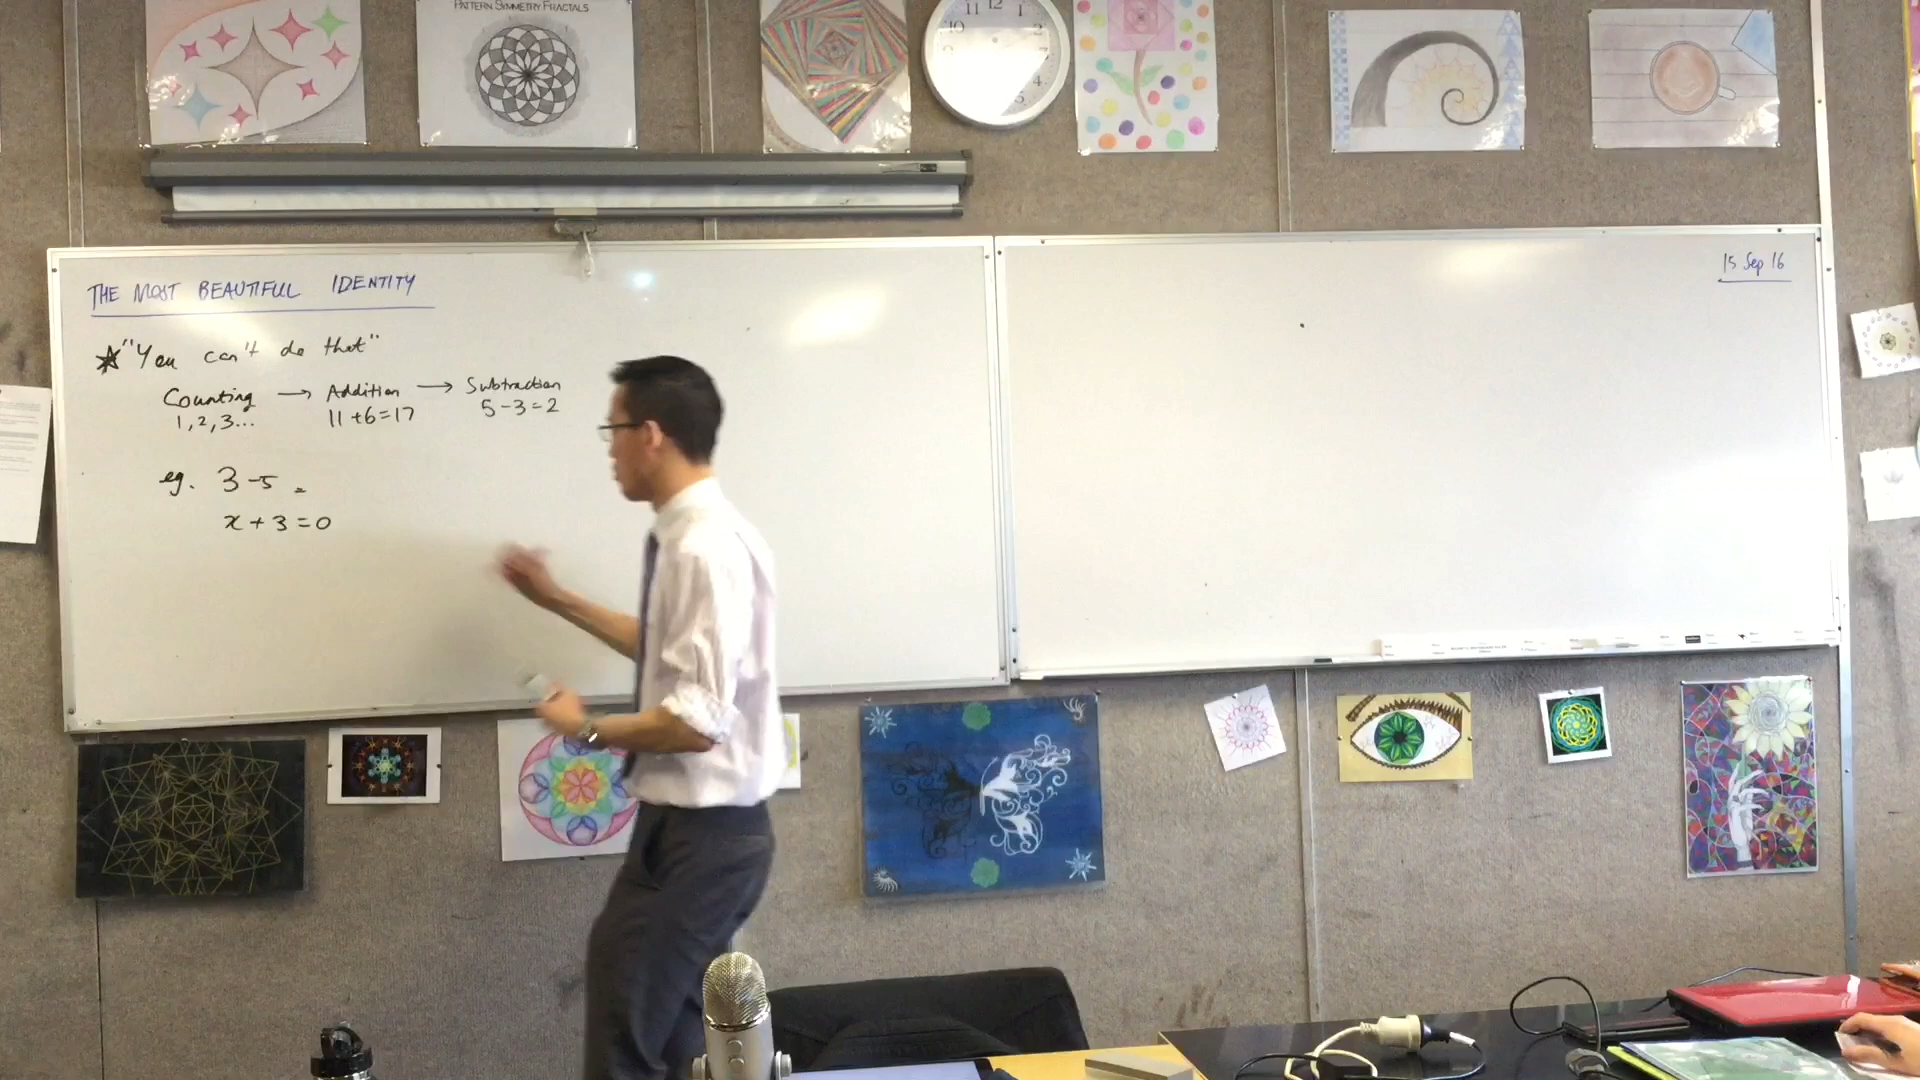 PATTERN SYMMETRY FRACTALS
THE MOST BEAUTIFUL IDENTITY
15 Sep 16
"You can't do that"
Counting → Addition → Subtraction
1, 2, 3... 11 + 6 = 17 5 - 3 = 2
eg. 3 - 5 =
x + 3 = 0